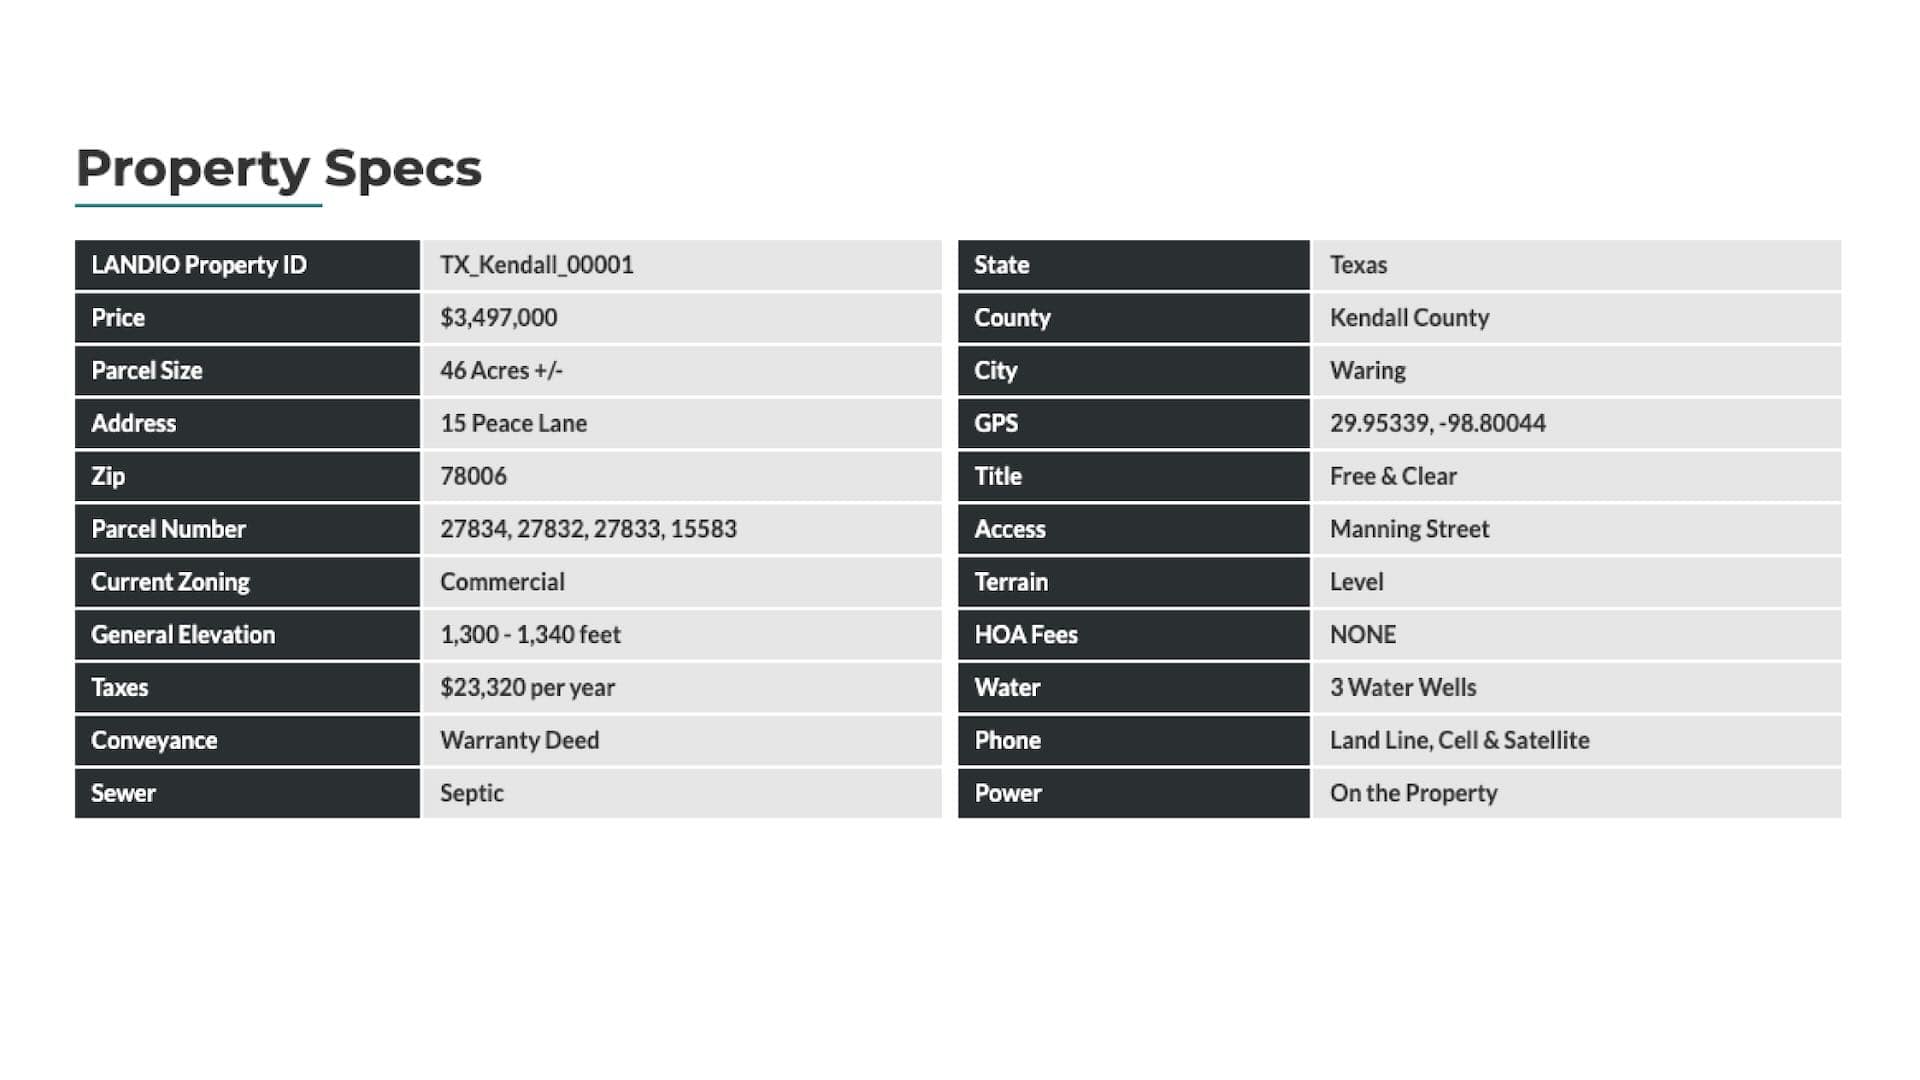 Property Specs
LANDIO Property ID TX_Kendall_00001
Price $3,497,000
Parcel Size 46 Acres +/-
Address 15 Peace Lane
Zip 78006
Parcel Number 27834, 27832, 27833, 15583
Current Zoning Commercial
General Elevation 1,300 - 1,340 feet
Taxes $23,320 per year
Conveyance Warranty Deed
Sewer Septic
State Texas
County Kendall County
City Waring
GPS 29.95339, -98.80044
Title Free & Clear
Access Manning Street
Terrain Level
HOA Fees NONE
Water 3 Water Wells
Phone Land Line, Cell & Satellite
Power On the Property